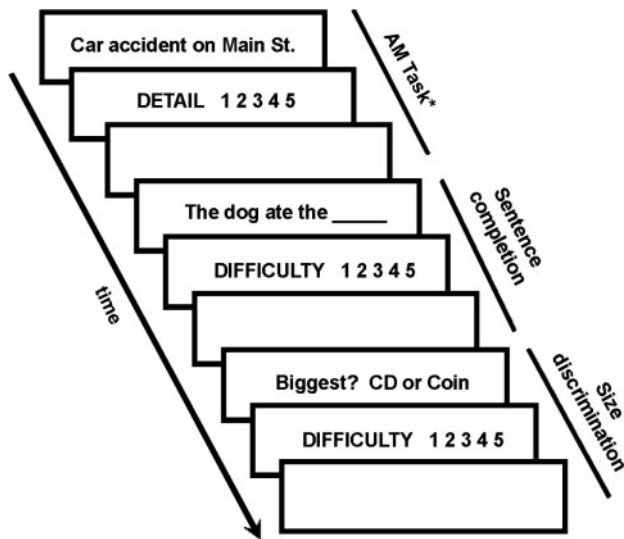 Car accident on Main St.
AM Task*
DETAIL 1 2 3 4 5
The dog ate the _____
Sentence
completion
DIFFICULTY 1 2 3 4 5
time
Biggest? CD or Coin
Size
discrimination
DIFFICULTY 1 2 3 4 5